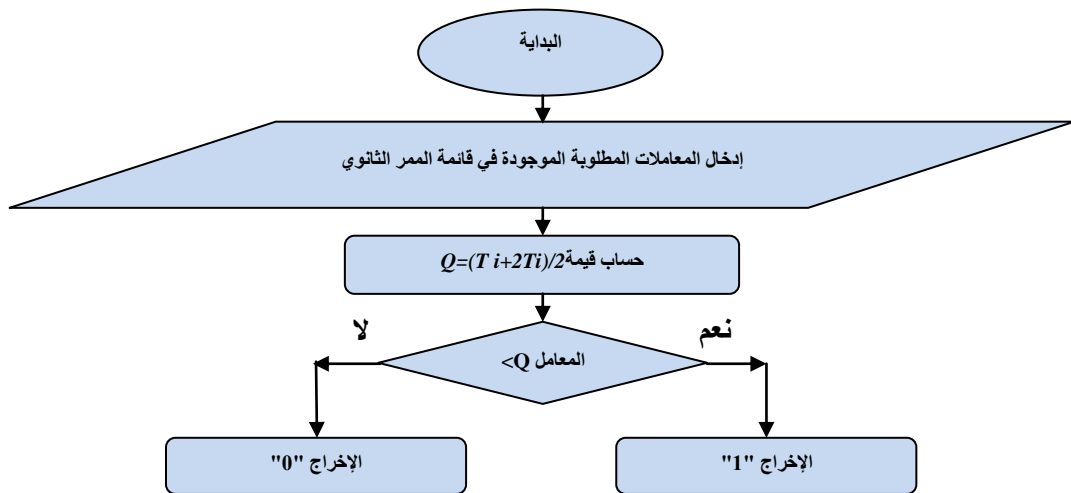 البداية
إدخال المعاملات المطلوبة الموجودة في قائمة الممر الثانوي
حساب قيمة Q=(T i+2Ti)/2
نعم
لا
المعامل Q>
الإخراج "1"
الإخراج "0"